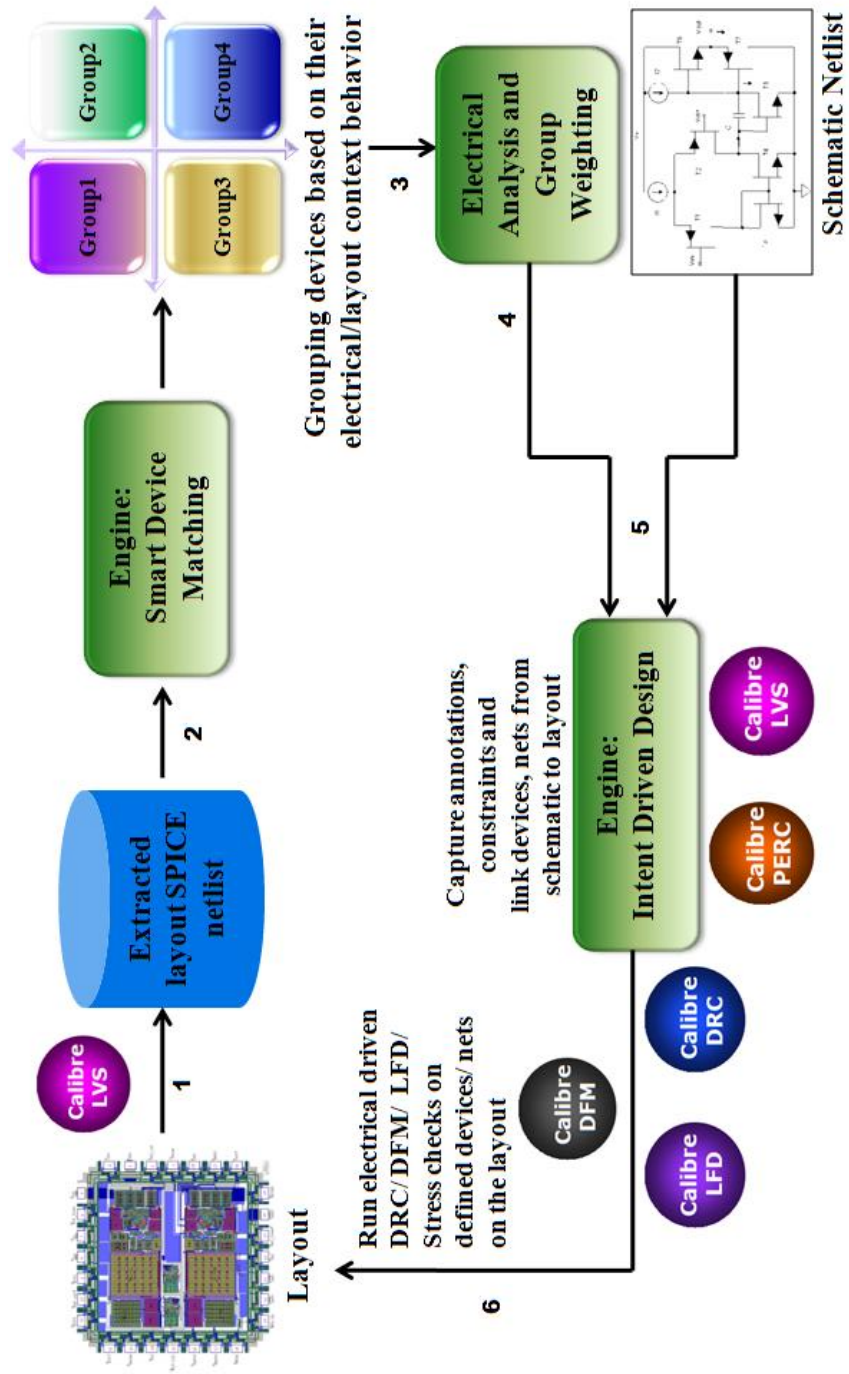 Layout
Calibre
LVS
1
Extracted
layout SPICE
netlist
2
Engine:
Smart Device
Matching
Group1
Group2
Group3
Group4
Grouping devices based on their
electrical/layout context behavior
3
Electrical
Analysis and
Group
Weighting
4
Schematic Netlist
5
Capture annotations,
constraints and
link devices, nets from
schematic to layout
Engine:
Intent Driven Design
Calibre
PERC
Calibre
LVS
Run electrical driven
DRC/ DFM/ LFD/
Stress checks on
defined devices/ nets
on the layout
Calibre
DFM
Calibre
LFD
Calibre
DRC
6